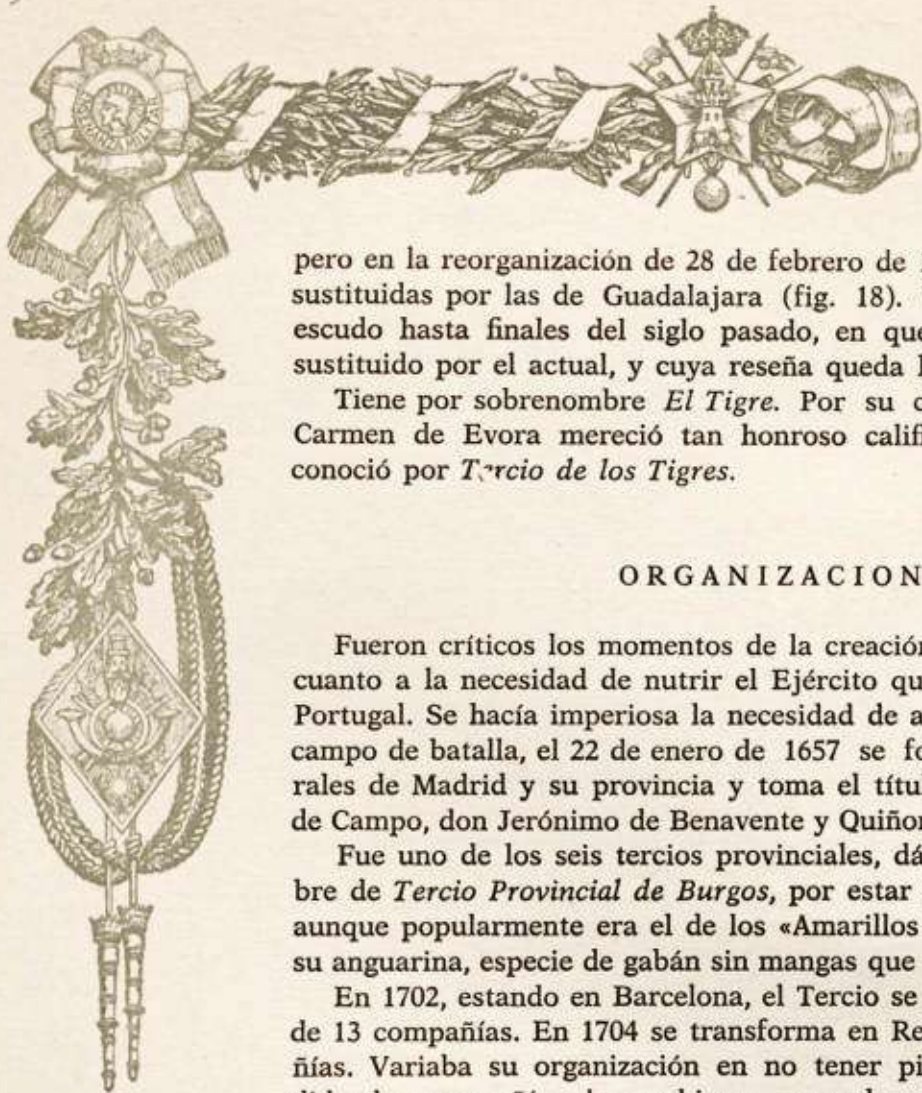 pero en la reorganización de 28 de febrero de
sustituidas por las de Guadalajara (fig. 18).
escudo hasta finales del siglo pasado, en que
sustituido por el actual, y cuya reseña queda
Tiene por sobrenombre El Tigre. Por su
Carmen de Evora mereció tan honroso calif
conoció por Tercio de los Tigres.
ORGANIZACION
Fueron críticos los momentos de la creación
cuanto a la necesidad de nutrir el Ejército qu
Portugal. Se hacía imperiosa la necesidad de a
campo de batalla, el 22 de enero de 1657 se fo
rales de Madrid y su provincia y toma el títu
de Campo, don Jerónimo de Benavente y Quiñor
Fue uno de los seis tercios provinciales, dá
bre de Tercio Provincial de Burgos, por estar
aunque popularmente era el de los «Amarillos
su anguarina, especie de gabán sin mangas que
En 1702, estando en Barcelona, el Tercio se
de 13 compañías. En 1704 se transforma en Re
ñías. Variaba su organización en no tener pi